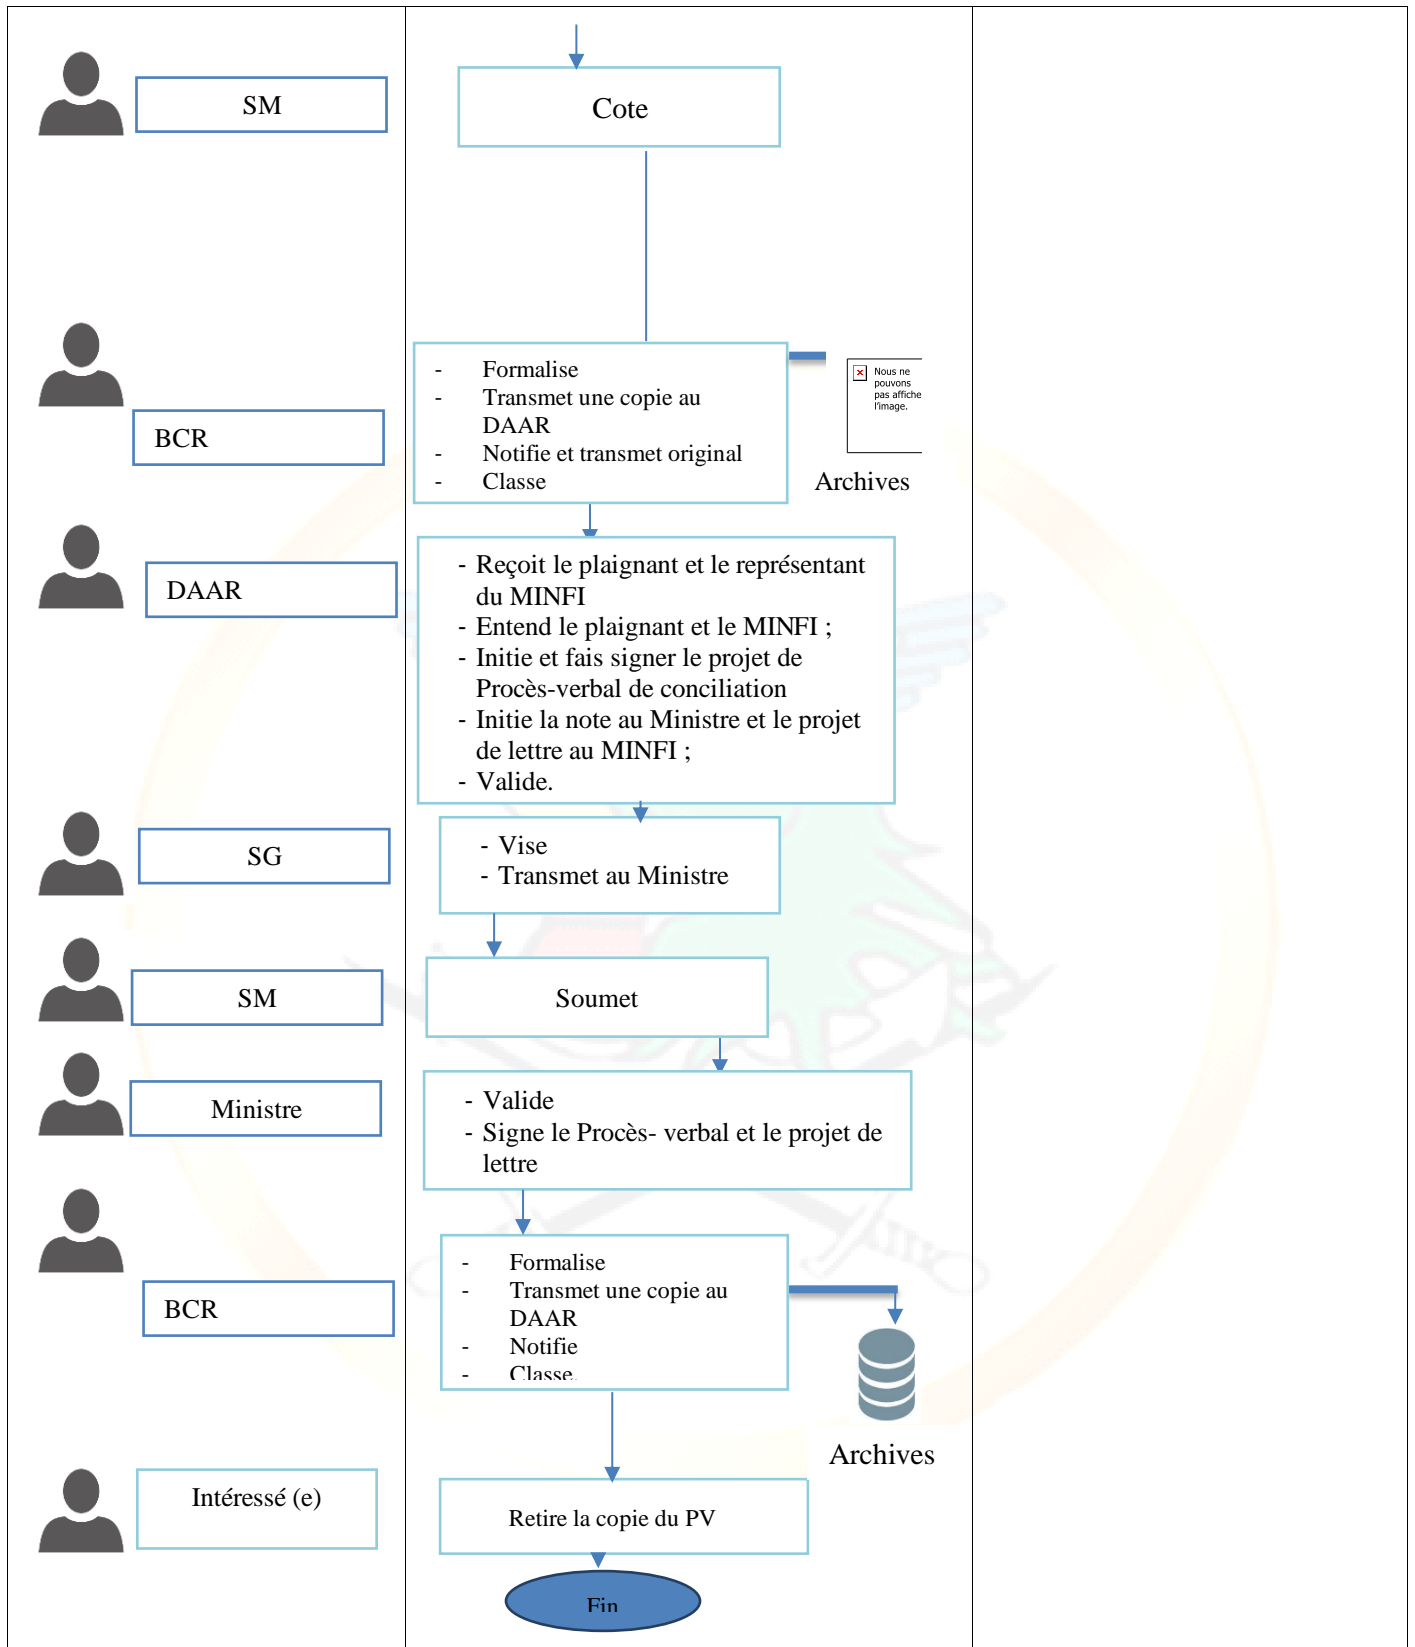 SM
Cote
BCR
- Formalise
- Transmet une copie au
DAAR
- Notifie et transmet original
- Classe
Nous ne
pouvons
pas affiche
l'image.
Archives
DAAR
- Reçoit le plaignant et le représentant
du MINFI
- Entend le plaignant et le MINFI ;
- Initie et fais signer le projet de
Procès-verbal de conciliation
- Initie la note au Ministre et le projet
de lettre au MINFI ;
- Valide.
SG
- Vise
- Transmet au Ministre
SM
Soumet
Ministre
- Valide
- Signe le Procès- verbal et le projet de
lettre
BCR
- Formalise
- Transmet une copie au
DAAR
- Notifie
- Classe.
Archives
Intéressé (e)
Retire la copie du PV
Fin